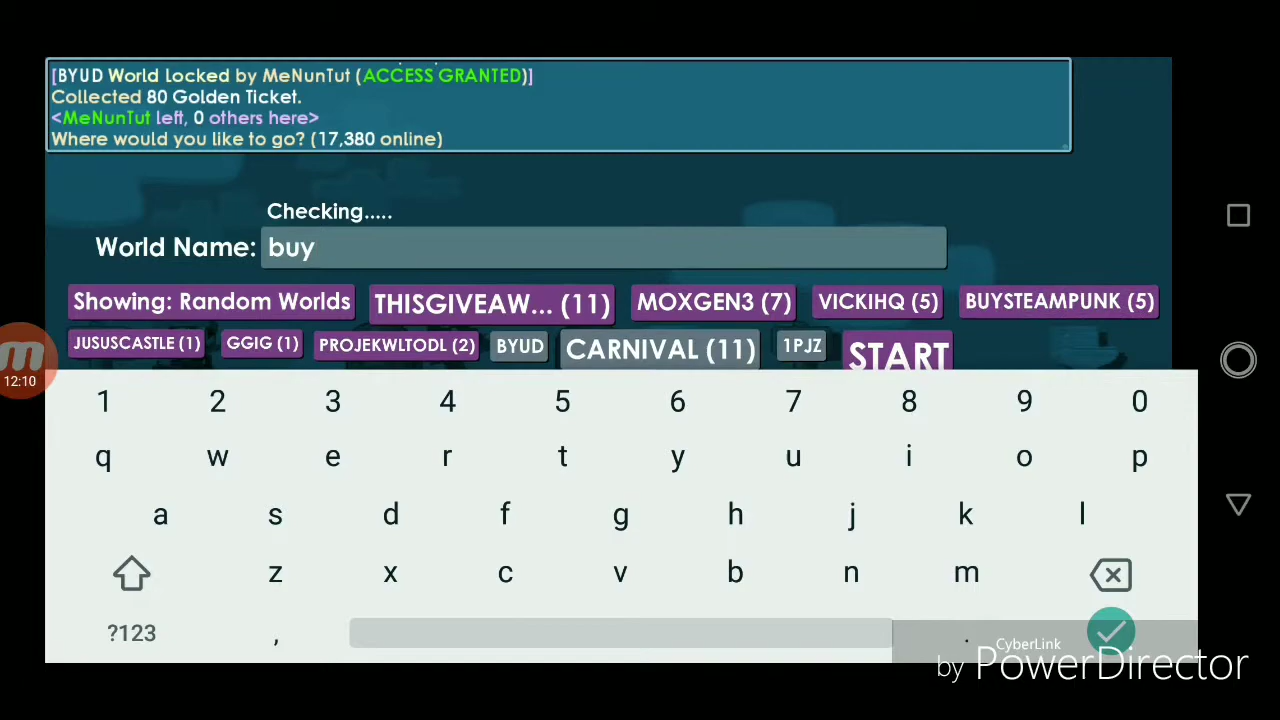 [BYUD World Locked by MeNunTut (ACCESS GRANTED)]
Collected 80 Golden Ticket.
<MeNunTut left, 0 others here>
Where would you like to go? (17,380 online)
Checking.....
World Name: buy
Showing: Random Worlds THISGIVEAW... (11) MOXGEN3 (7) VICKIHQ (5) BUYSTEAMPUNK (5)
JUSUSCASTLE (1) GGIG (1) PROJEKWLTODL (2) BYUD CARNIVAL (11) 1PJZ START
12:10
1 2 3 4 5 6 7 8 9 0
q w e r t y u i o p
a s d f g h j k l
z x c v b n m
?123 , .
CyberLink
by PowerDirector